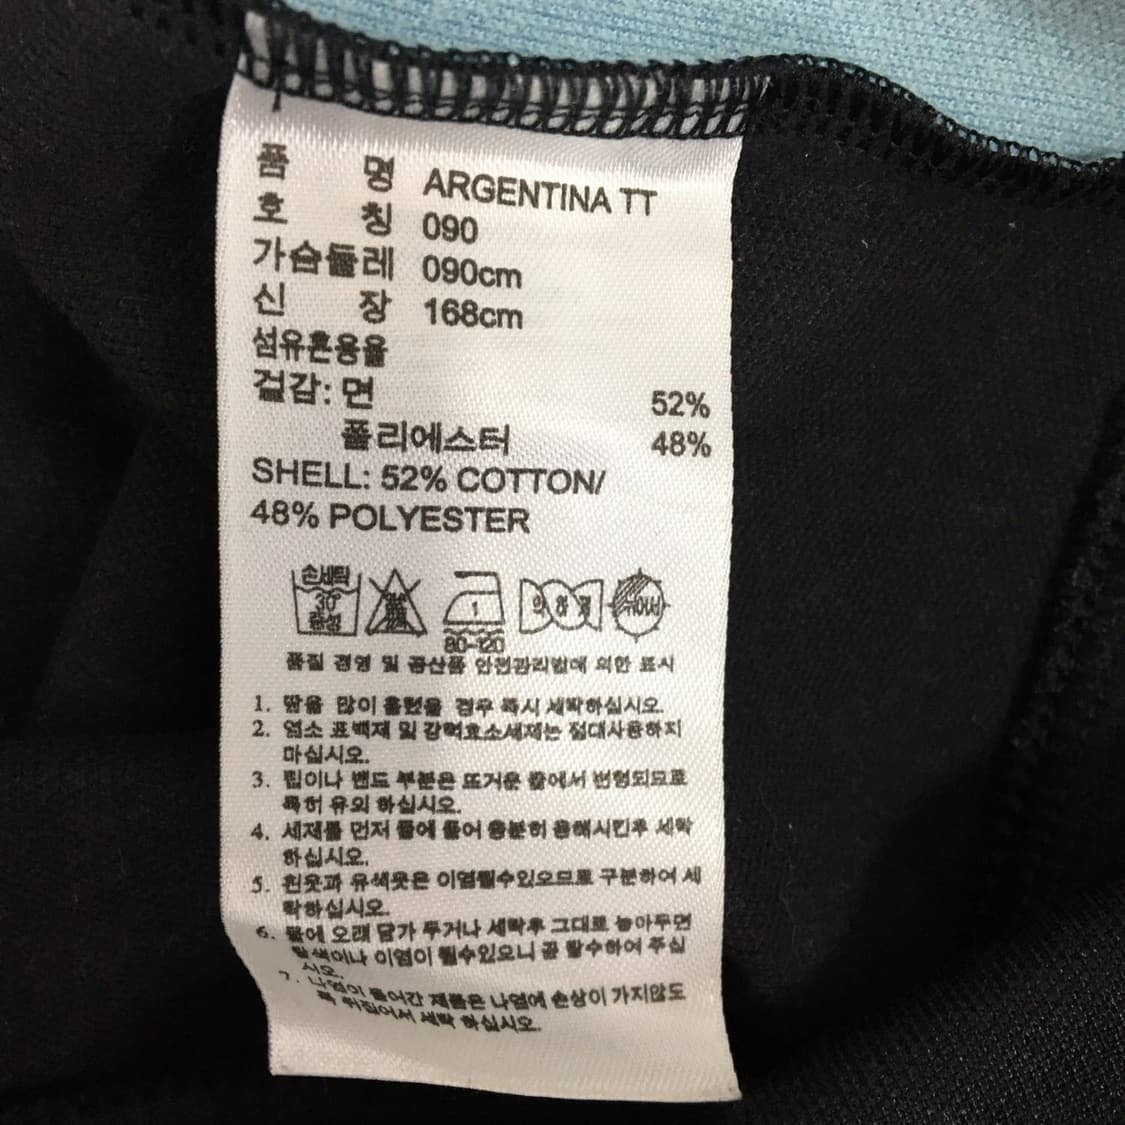 품 명 ARGENTINA TT
호 칭 090
가슴둘레 090cm
신 장 168cm
섬유혼용율
겉감: 면 52%
폴리에스터 48%
SHELL: 52% COTTON/
48% POLYESTER
손세탁
30°
중성
1
80-120
품질 경영 및 공산품 안전관리법에 의한 표시
1. 땀을 많이 흘렸을 경우 즉시 세탁하십시오.
2. 염소 표백제 및 강력효소세제는 절대사용하지
마십시오.
3. 립이나 밴드 부분은 뜨거운 물에서 변형되므로
특히 유의 하십시오.
4. 세제를 먼저 물에 풀어 충분히 용해시킨후 세탁
하십시오.
5. 흰옷과 유색옷은 이염될수있으므로 구분하여 세
탁하십시오.
6. 물에 오래 담가 두거나 세탁후 그대로 놓아두면
탈색이나 이염이 될수있으니 곧 탈수하여 주십
시오.
7. 나염이 들어간 제품은 나염에 손상이 가지않도
록 뒤집어서 세탁 하십시오.